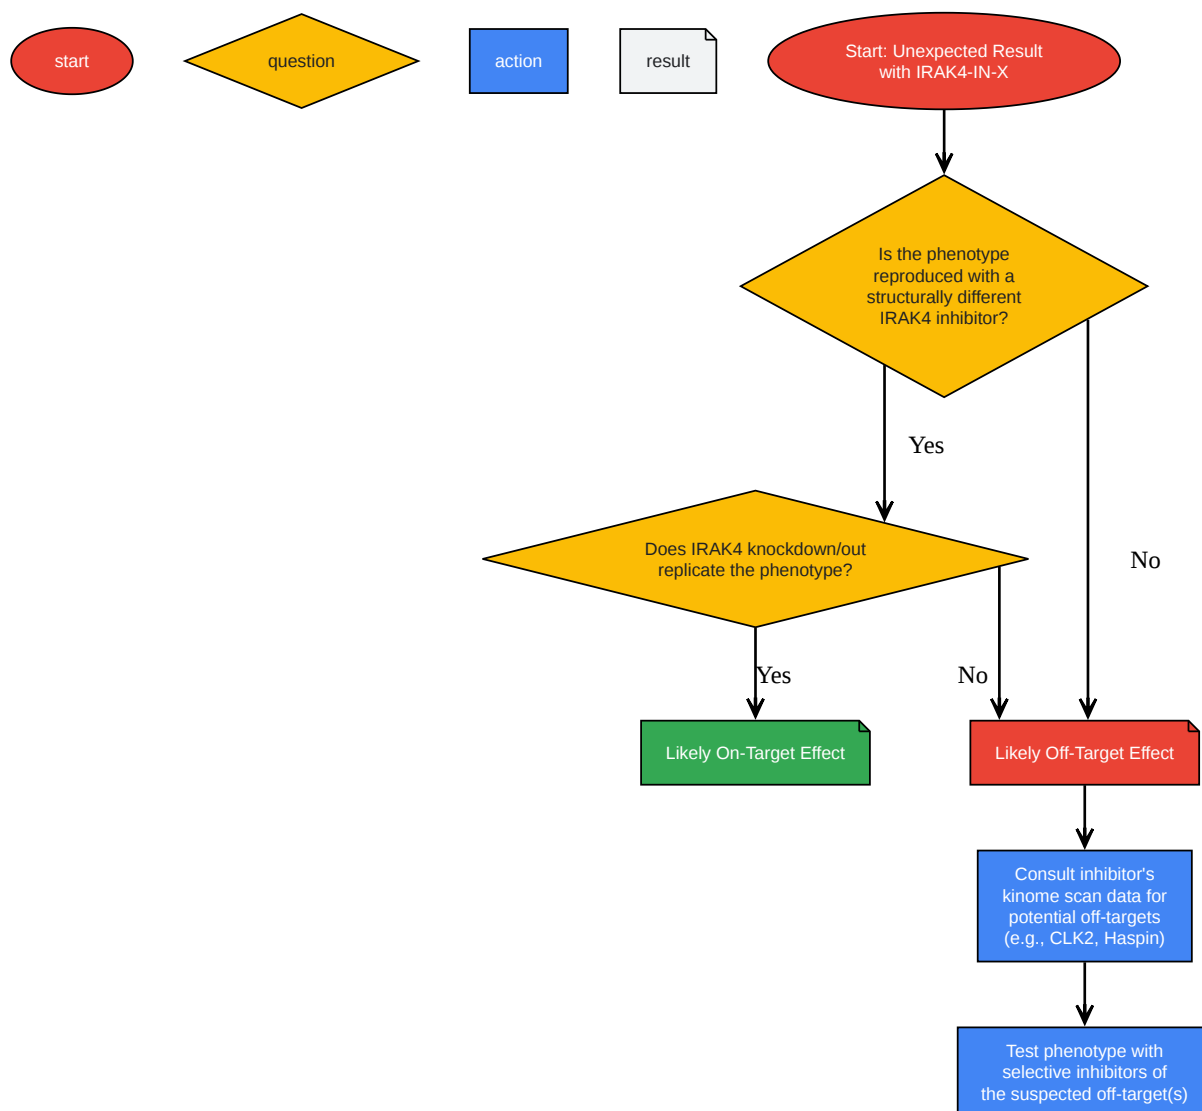 start
question
action
result
Start: Unexpected Result
with IRAK4-IN-X
Is the phenotype
reproduced with a
structurally different
IRAK4 inhibitor?
Yes
No
Does IRAK4 knockdown/out
replicate the phenotype?
Yes
No
Likely On-Target Effect
Likely Off-Target Effect
Consult inhibitor's
kinome scan data for
potential off-targets
(e.g., CLK2, Haspin)
Test phenotype with
selective inhibitors of
the suspected off-target(s)